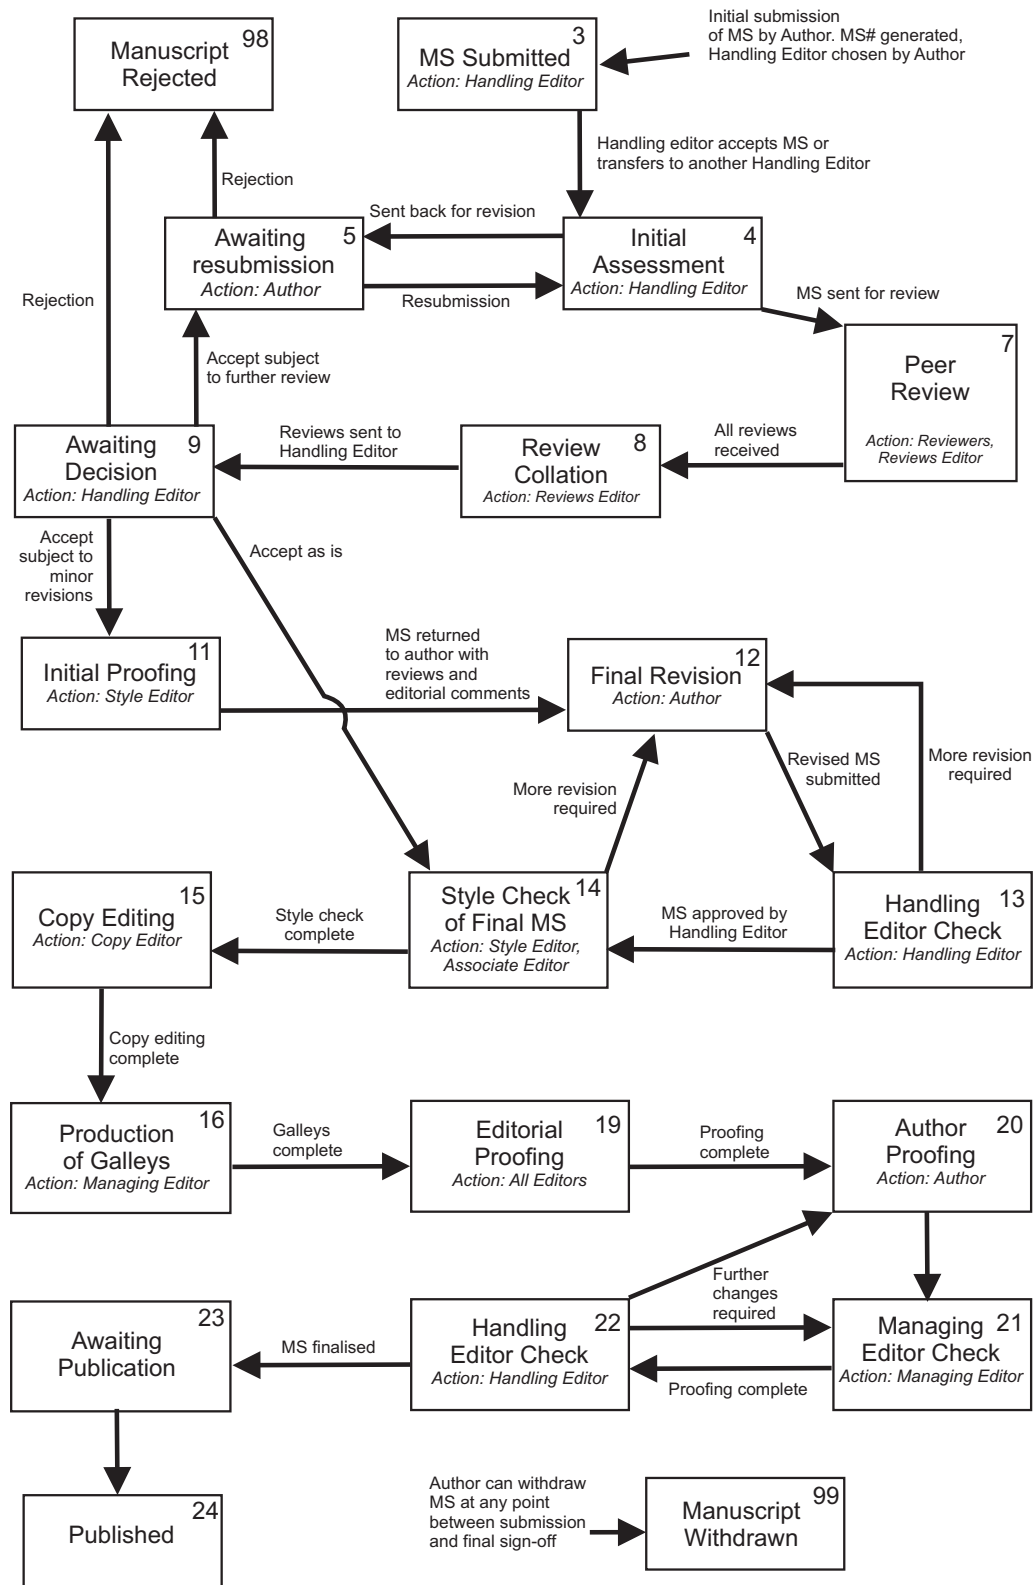 98
Manuscript
Rejected
3
MS Submitted
Action: Handling Editor
Initial submission
of MS by Author. MS# generated,
Handling Editor chosen by Author
Handling editor accepts MS or
transfers to another Handling Editor
Rejection
Sent back for revision
Awaiting
resubmission
5
Action: Author
Initial
Assessment
4
Action: Handling Editor
Rejection
Resubmission
MS sent for review
Accept subject
to further review
7
Peer
Review
Action: Reviewers,
Reviews Editor
Awaiting
Decision
9
Action: Handling Editor
Reviews sent to
Handling Editor
Review
Collation
8
Action: Reviews Editor
All reviews
received
Accept
subject to
minor
revisions
Accept as is
11
Initial Proofing
Action: Style Editor
MS returned
to author with
reviews and
editorial comments
12
Final Revision
Action: Author
More revision
required
Revised MS
submitted
More revision
required
15
Copy Editing
Action: Copy Editor
Style check
complete
14
Style Check
of Final MS
Action: Style Editor,
Associate Editor
MS approved by
Handling Editor
13
Handling
Editor Check
Action: Handling Editor
Copy editing
complete
16
Production
of Galleys
Action: Managing Editor
Galleys
complete
19
Editorial
Proofing
Action: All Editors
Proofing
complete
20
Author
Proofing
Action: Author
Further
changes
required
23
Awaiting
Publication
MS finalised
22
Handling
Editor Check
Action: Handling Editor
Proofing complete
21
Managing
Editor Check
Action: Managing Editor
24
Published
Author can withdraw
MS at any point
between submission
and final sign-off
99
Manuscript
Withdrawn